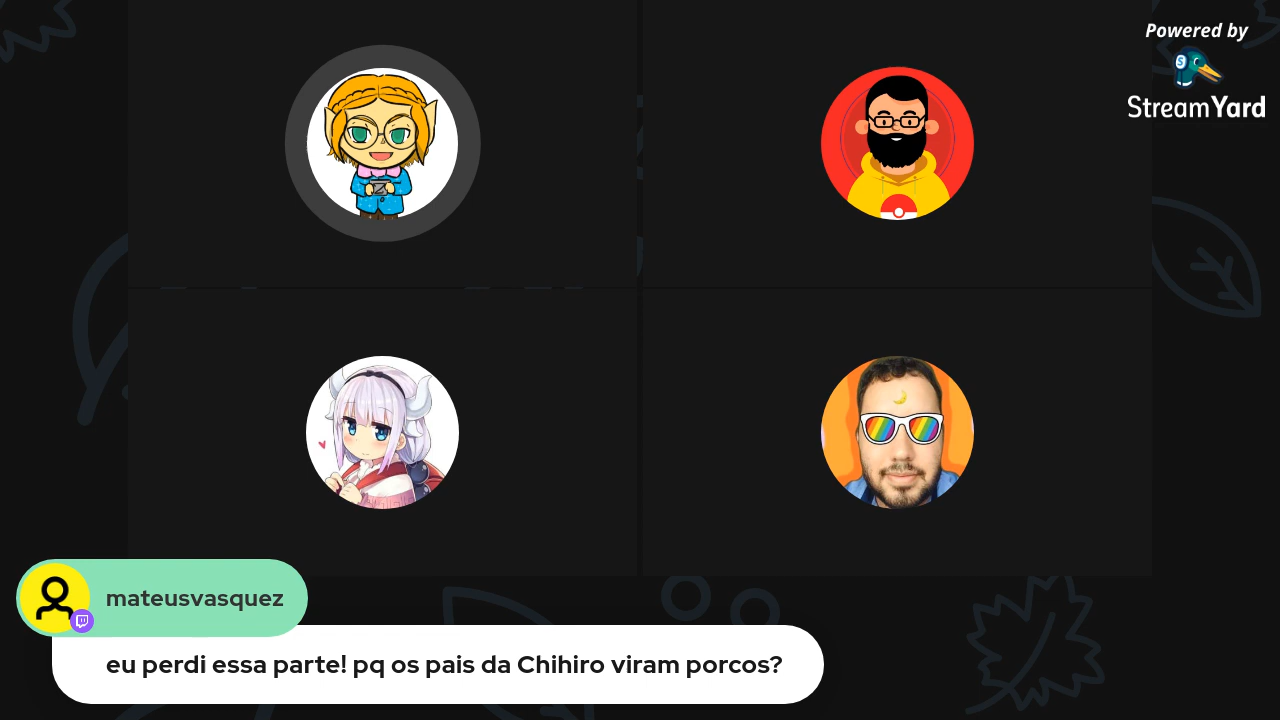 Powered by
StreamYard
mateusvasquez
eu perdi essa parte! pq os pais da Chihiro viram porcos?